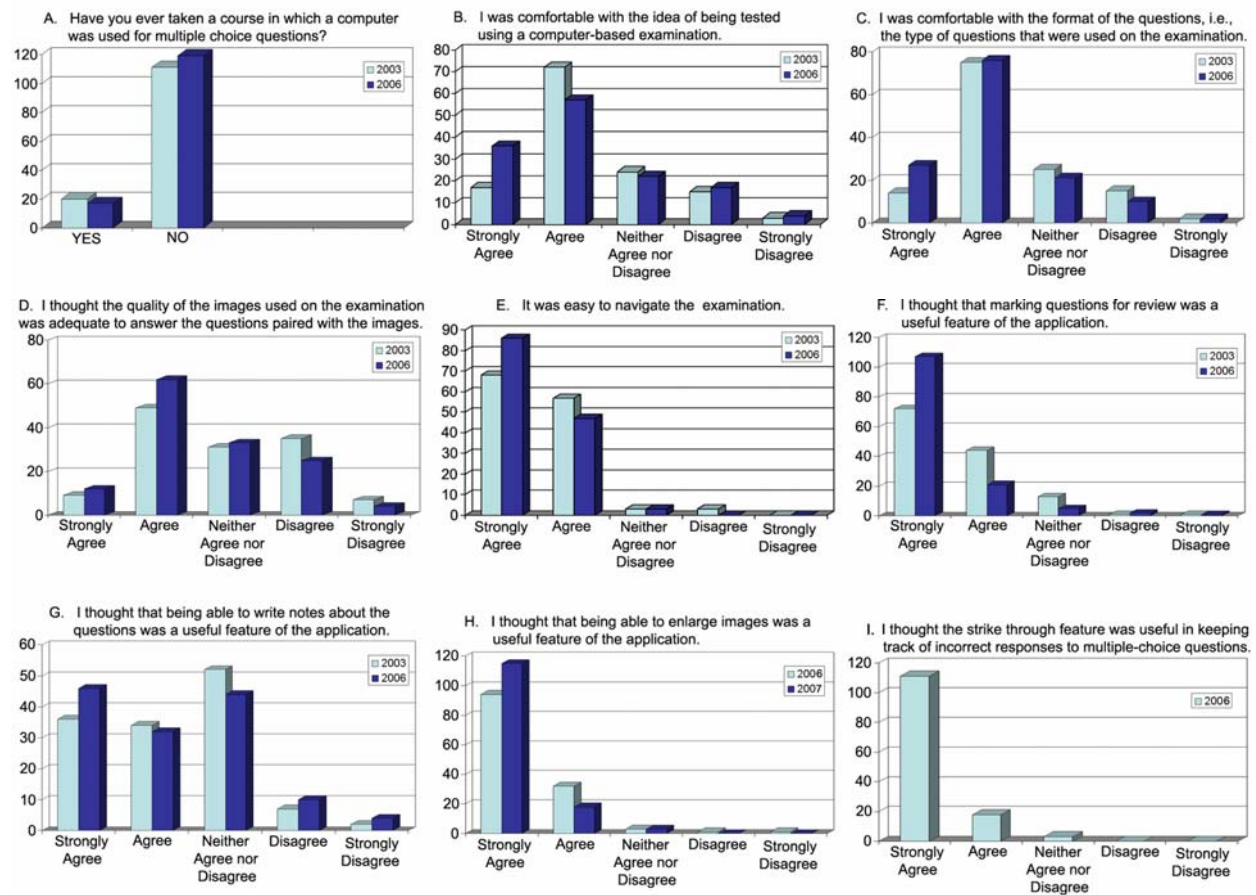 A. Have you ever taken a course in which a computer
was used for multiple choice questions?
120
100
80
60
40
20
0
2003
2006
YES NO
B. I was comfortable with the idea of being tested
using a computer-based examination.
80
70
60
50
40
30
20
10
0
2003
2006
Strongly Agree Neither Disagree Strongly
Agree Agree nor Disagree
Disagree
C. I was comfortable with the format of the questions, i.e.,
the type of questions that were used on the examination.
80
60
40
20
0
2003
2006
Strongly Agree Neither Disagree Strongly
Agree Agree nor Disagree
Disagree
D. I thought the quality of the images used on the examination
was adequate to answer the questions paired with the images.
80
60
40
20
0
2003
2006
Strongly Agree Neither Disagree Strongly
Agree Agree nor Disagree
Disagree
E. It was easy to navigate the examination.
90
80
70
60
50
40
30
20
10
0
2003
2006
Strongly Agree Neither Disagree Strongly
Agree Agree nor Disagree
Disagree
F. I thought that marking questions for review was a
useful feature of the application.
120
100
80
60
40
20
0
2003
2006
Strongly Agree Neither Disagree Strongly
Agree Agree nor Disagree
Disagree
G. I thought that being able to write notes about the
questions was a useful feature of the application.
60
50
40
30
20
10
0
2003
2006
Strongly Agree Neither Disagree Strongly
Agree Agree nor Disagree
Disagree
H. I thought that being able to enlarge images was a
useful feature of the application.
120
100
80
60
40
20
0
2006
2007
Strongly Agree Neither Disagree Strongly
Agree Agree nor Disagree
Disagree
I. I thought the strike through feature was useful in keeping
track of incorrect responses to multiple-choice questions.
120
100
80
60
40
20
0
2006
Strongly Agree Neither Disagree Strongly
Agree Agree nor Disagree
Disagree